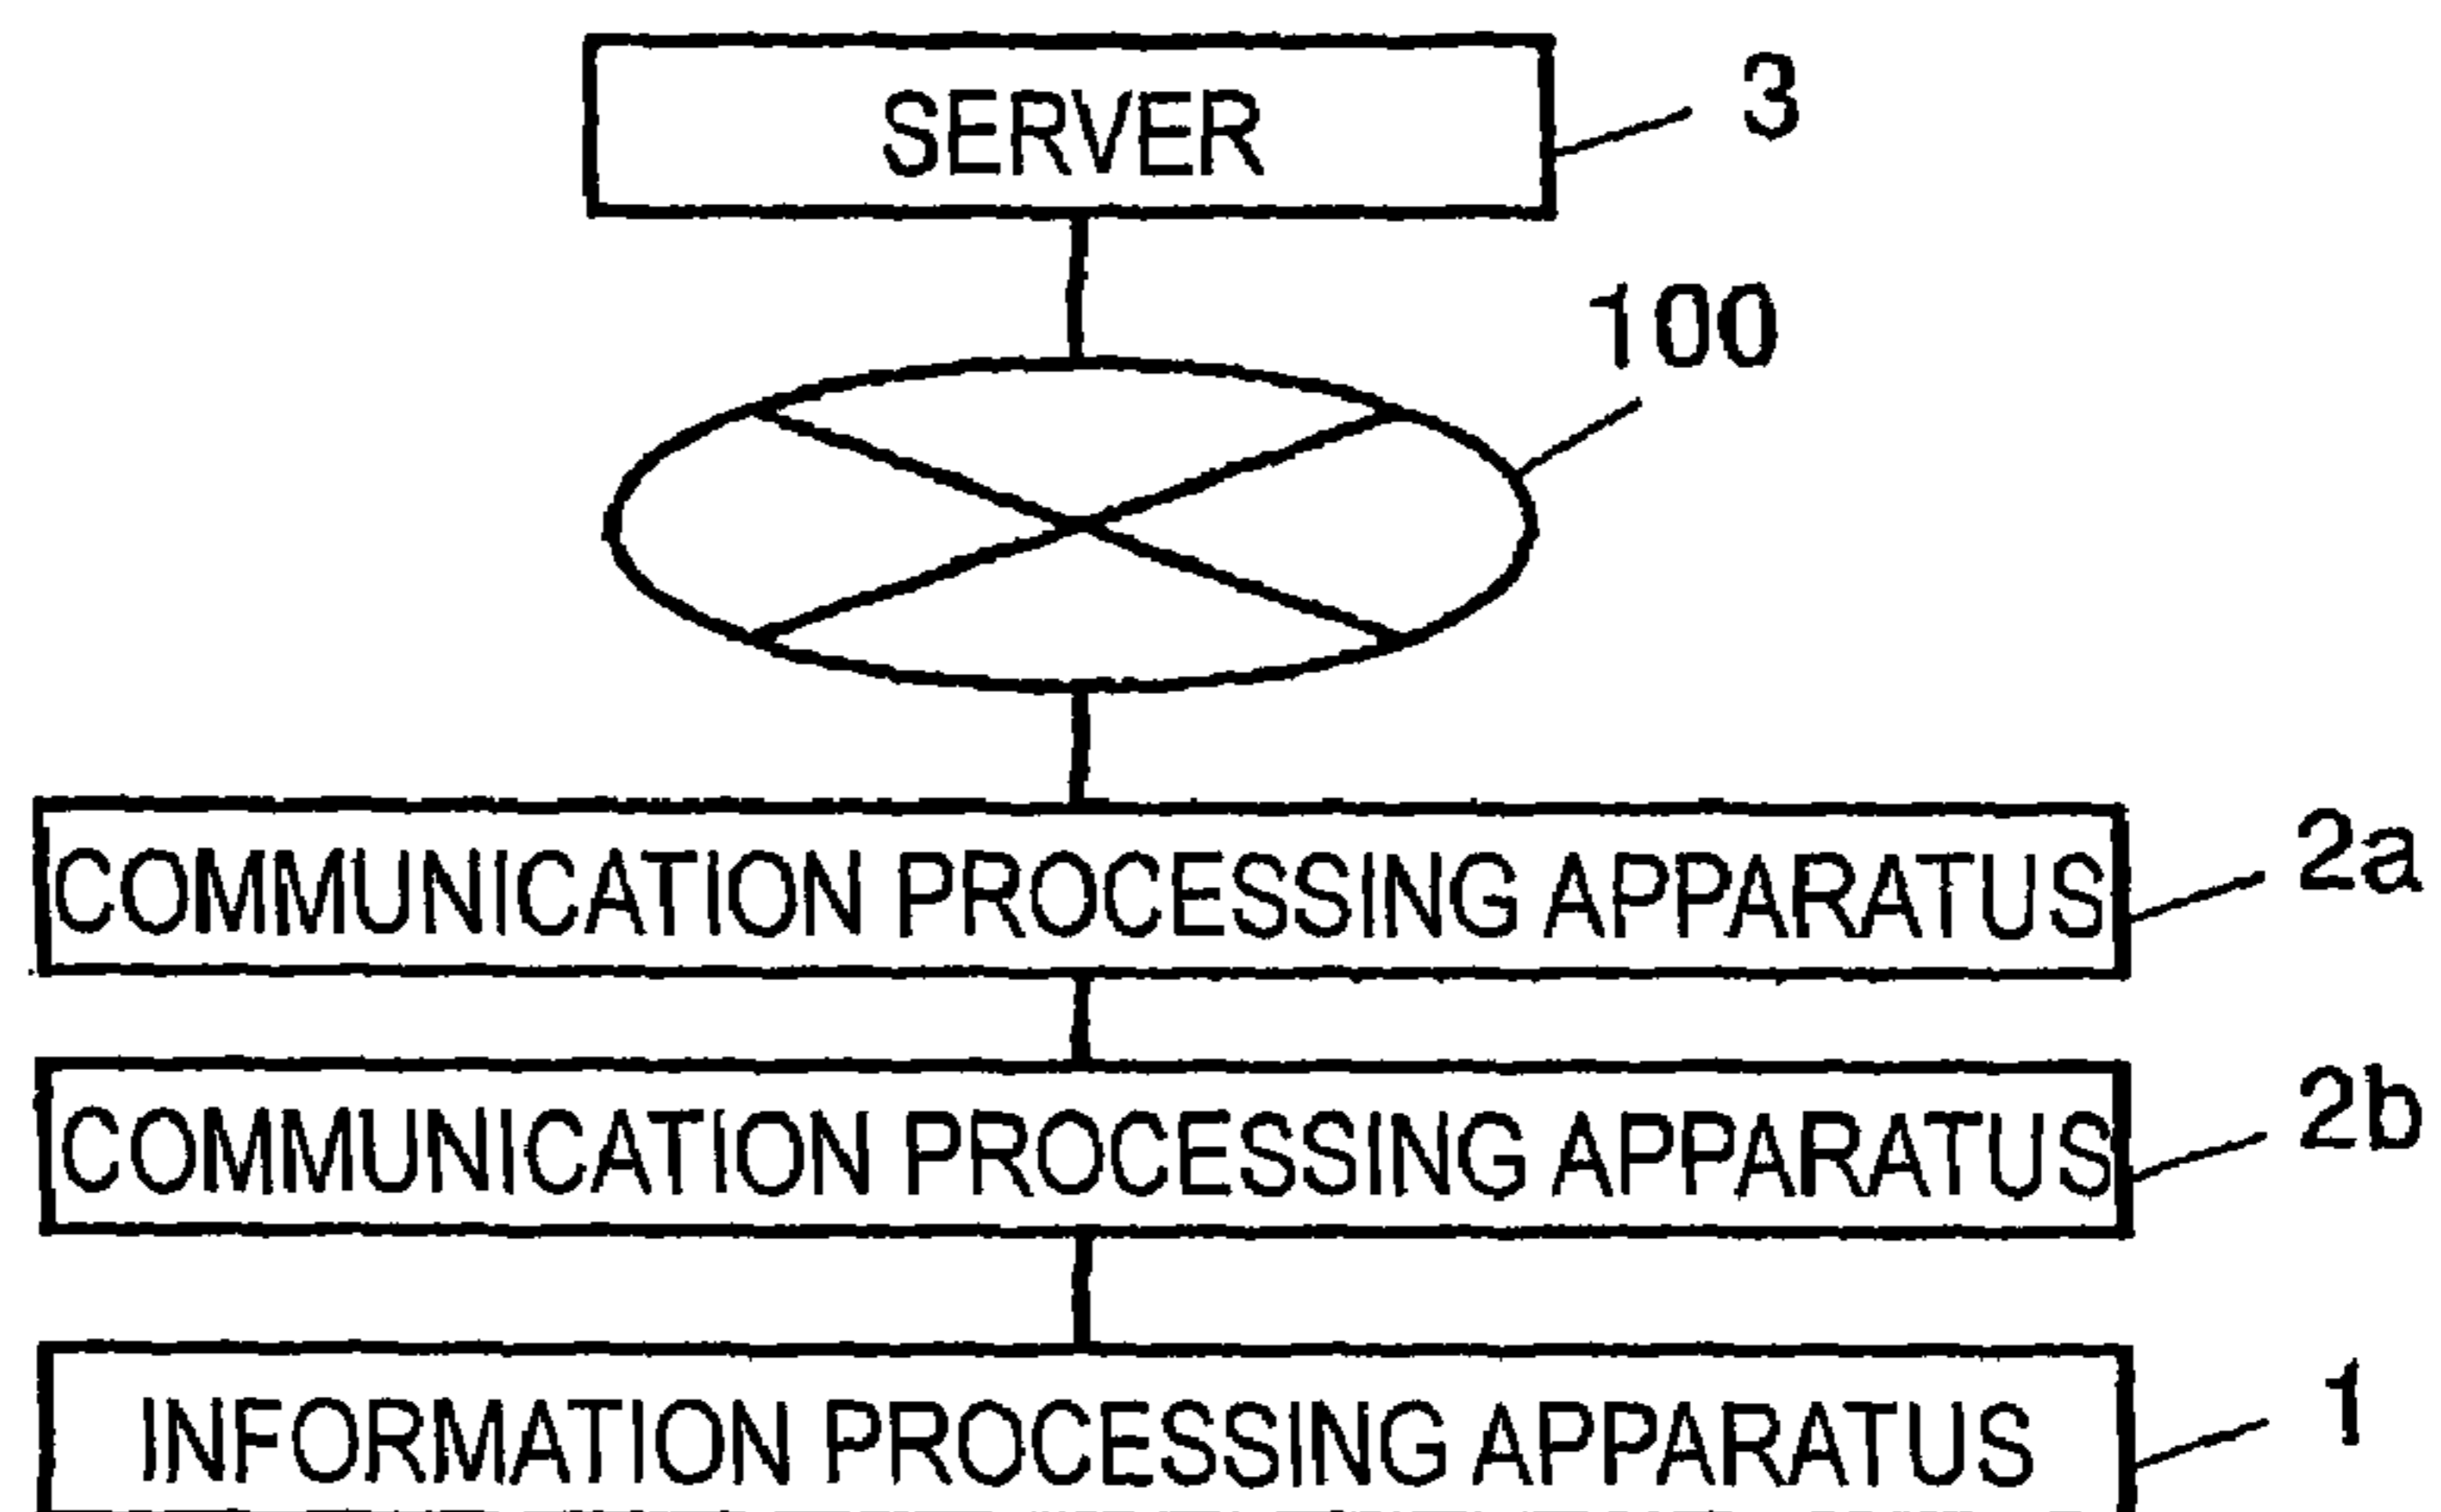 SERVER 3
100
COMMUNICATION PROCESSING APPARATUS 2a
COMMUNICATION PROCESSING APPARATUS 2b
INFORMATION PROCESSING APPARATUS 1